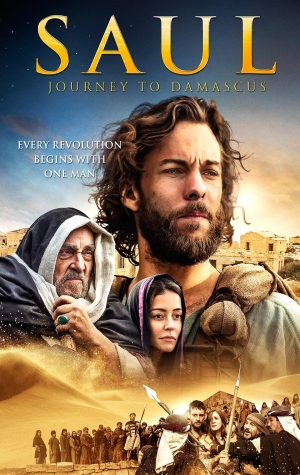 SAUL
JOURNEY TO DAMASCUS
EVERY REVOLUTION
BEGINS WITH
ONE MAN